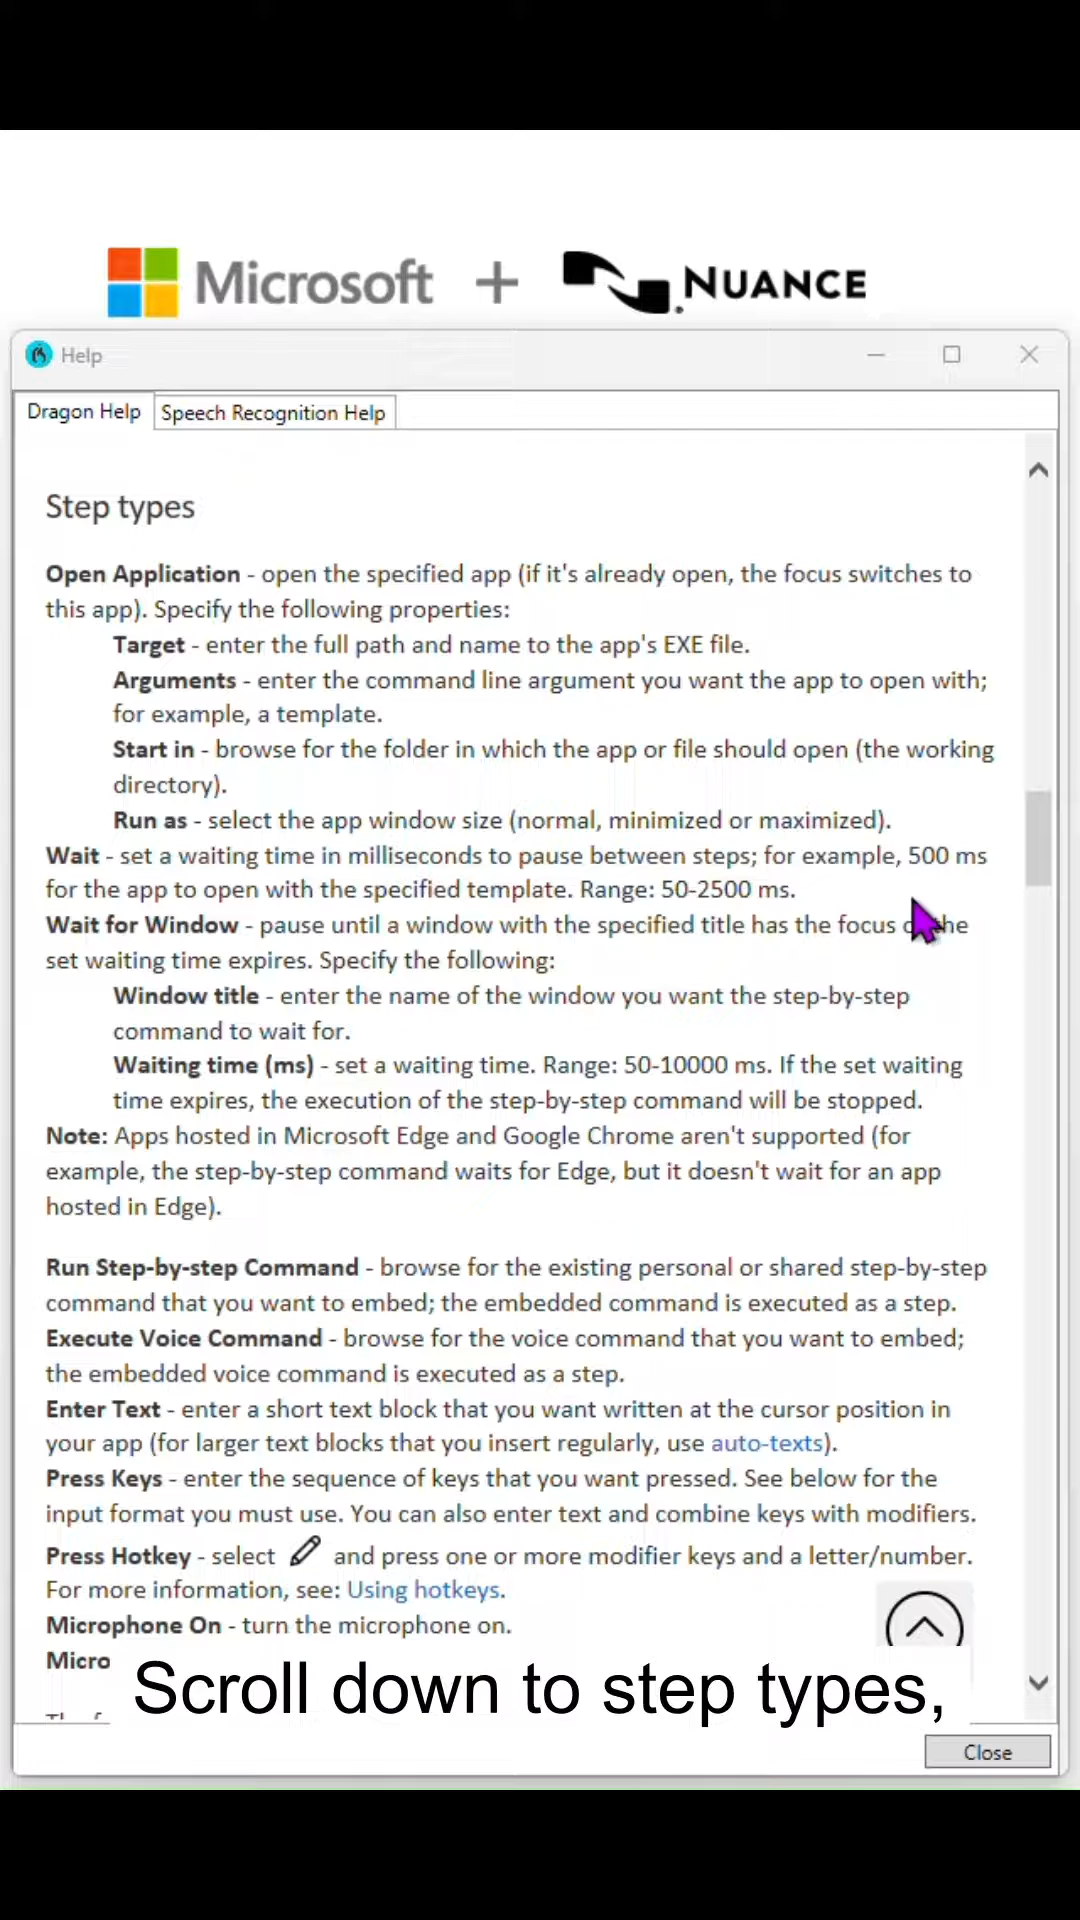 Microsoft + NUANCE
Help
Dragon Help Speech Recognition Help
Step types
Open Application - open the specified app (if it's already open, the focus switches to
this app). Specify the following properties:
Target - enter the full path and name to the app's EXE file.
Arguments - enter the command line argument you want the app to open with;
for example, a template.
Start in - browse for the folder in which the app or file should open (the working
directory).
Run as - select the app window size (normal, minimized or maximized).
Wait - set a waiting time in milliseconds to pause between steps; for example, 500 ms
for the app to open with the specified template. Range: 50-2500 ms.
Wait for Window - pause until a window with the specified title has the focus
set waiting time expires. Specify the following:
Window title - enter the name of the window you want the step-by-step
command to wait for.
Waiting time (ms) - set a waiting time. Range: 50-10000 ms. If the set waiting
time expires, the execution of the step-by-step command will be stopped.
Note: Apps hosted in Microsoft Edge and Google Chrome aren't supported (for
example, the step-by-step command waits for Edge, but it doesn't wait for an app
hosted in Edge).
Run Step-by-step Command - browse for the existing personal or shared step-by-step
command that you want to embed; the embedded command is executed as a step.
Execute Voice Command - browse for the voice command that you want to embed;
the embedded voice command is executed as a step.
Enter Text - enter a short text block that you want written at the cursor position in
your app (for larger text blocks that you insert regularly, use auto-texts).
Press Keys - enter the sequence of keys that you want pressed. See below for the
input format you must use. You can also enter text and combine keys with modifiers.
Press Hotkey - select and press one or more modifier keys and a letter/number.
For more information, see: Using hotkeys.
Microphone On - turn the microphone on.
Micro
Scroll down to step types,
Close